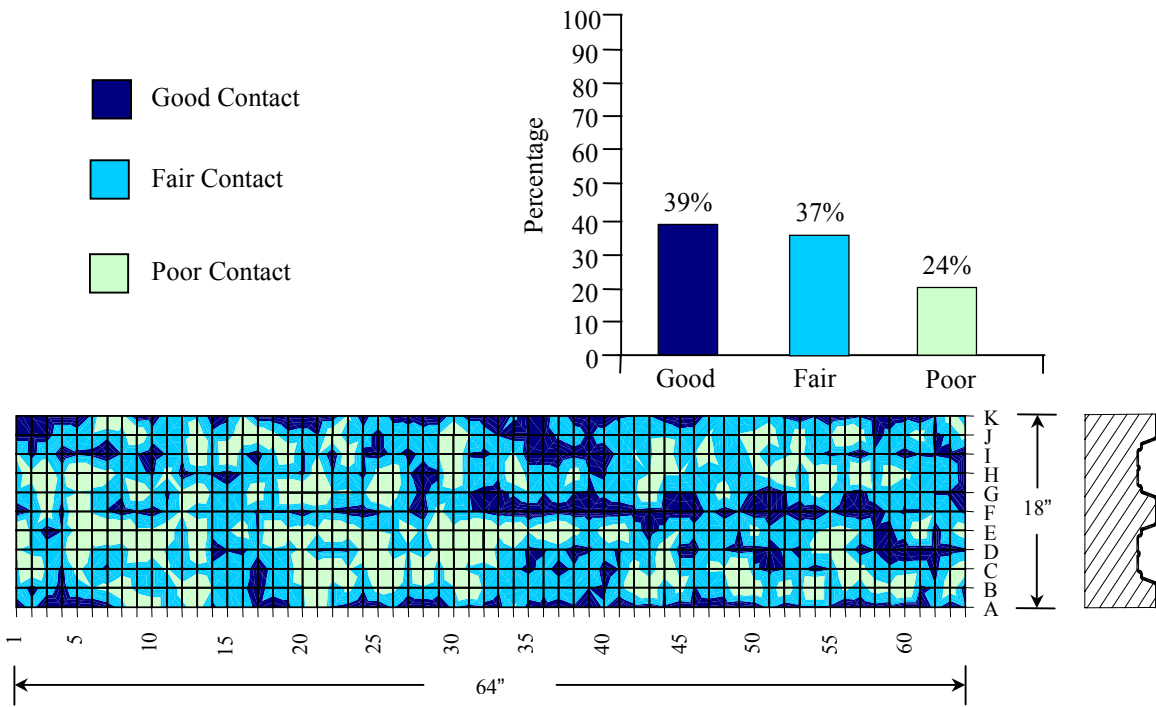 Good Contact
Fair Contact
Poor Contact
Percentage
100
90
80
70
60
50
40
30
20
10
0
39%
37%
24%
Good Fair Poor
K
J
I
H
G
F
E
D
C
B
A
18”
1 5 10 15 20 25 30 35 40 45 50 55 60
64”